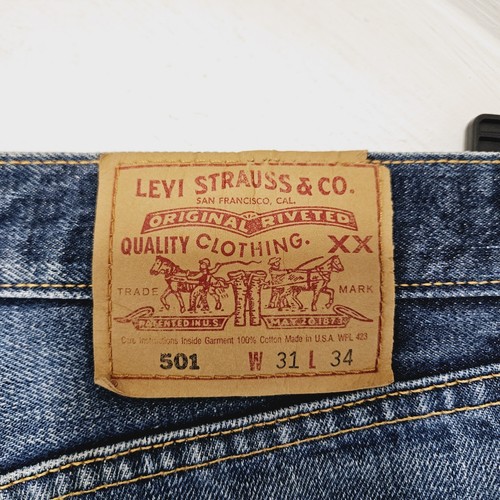 LEVI STRAUSS & CO.
SAN FRANCISCO, CAL.
ORIGINAL RIVETED
QUALITY CLOTHING. XX
TRADE MARK
PATENTED IN U.S. MAY 20 1873
Care Instructions Inside Garment 100% Cotton Made in U.S.A. WFL 423
501 W 31 L 34